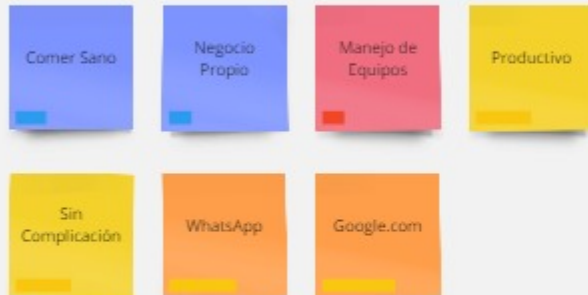 Comer Sano
Negocio
Propio
Manejo de
Equipos
Productivo
Sin
Complicación
WhatsApp
Google.com